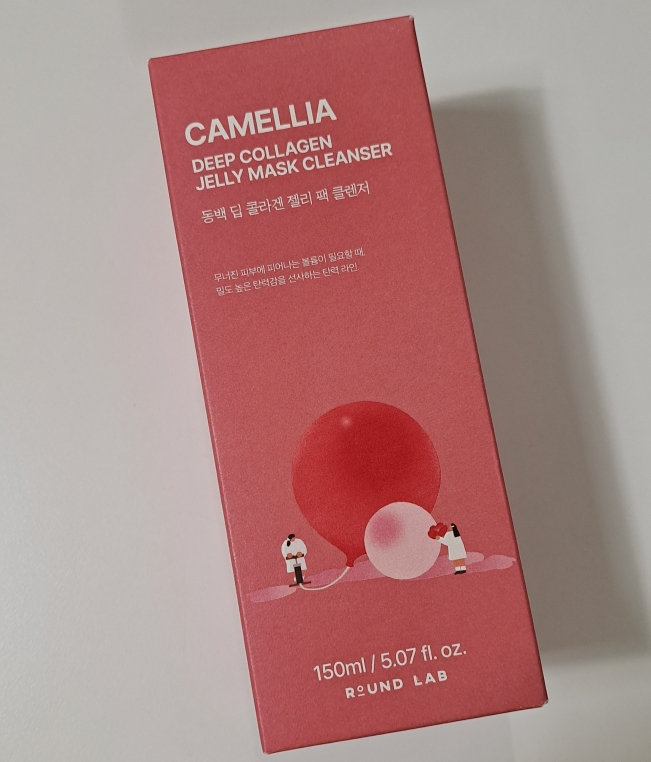 CAMELLIA
DEEP COLLAGEN
JELLY MASK CLEANSER
동백 딥 콜라겐 젤리 팩 클렌저
무너진 피부에 피어나는 볼륨이 필요할 때,
밀도 높은 탄력감을 선사하는 탄력 라인
150ml / 5.07 fl. oz.
ROUND LAB